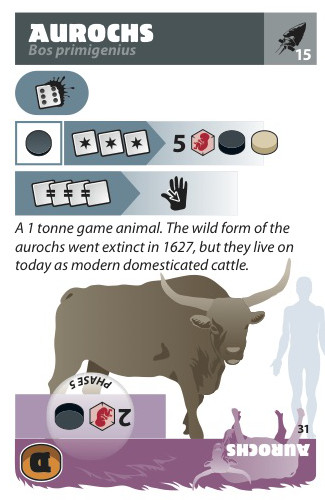 AUROCHS
Bos primigenius
15
5
A 1 tonne game animal. The wild form of the
aurochs went extinct in 1627, but they live on
today as modern domesticated cattle.
PHASE 5
2
31
AUROCHS
D